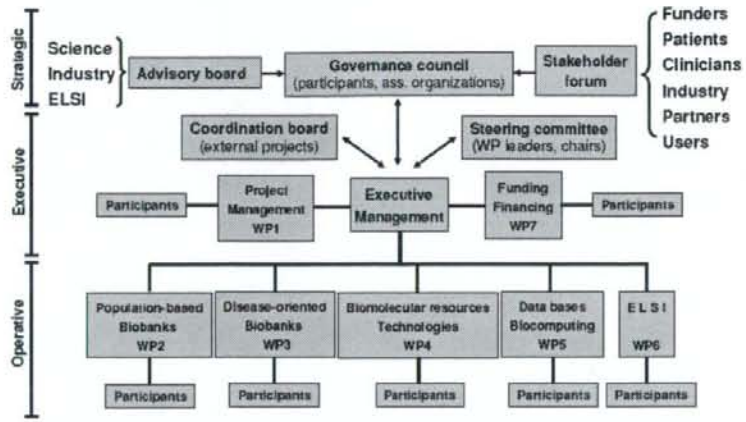 Strategic
Science
Industry
ELSI
Advisory board
Governance council
(participants, ass. organizations)
Stakeholder
forum
Funders
Patients
Clinicians
Industry
Partners
Users
Executive
Coordination board
(external projects)
Steering committee
(WP leaders, chairs)
Participants
Project
Management
WP1
Executive
Management
Funding
Financing
WP7
Participants
Operative
Population-based
Biobanks
WP2
Disease-oriented
Biobanks
WP3
Biomolecular resources
Technologies
WP4
Data bases
Biocomputing
WP5
E L S I
WP6
Participants
Participants
Participants
Participants
Participants